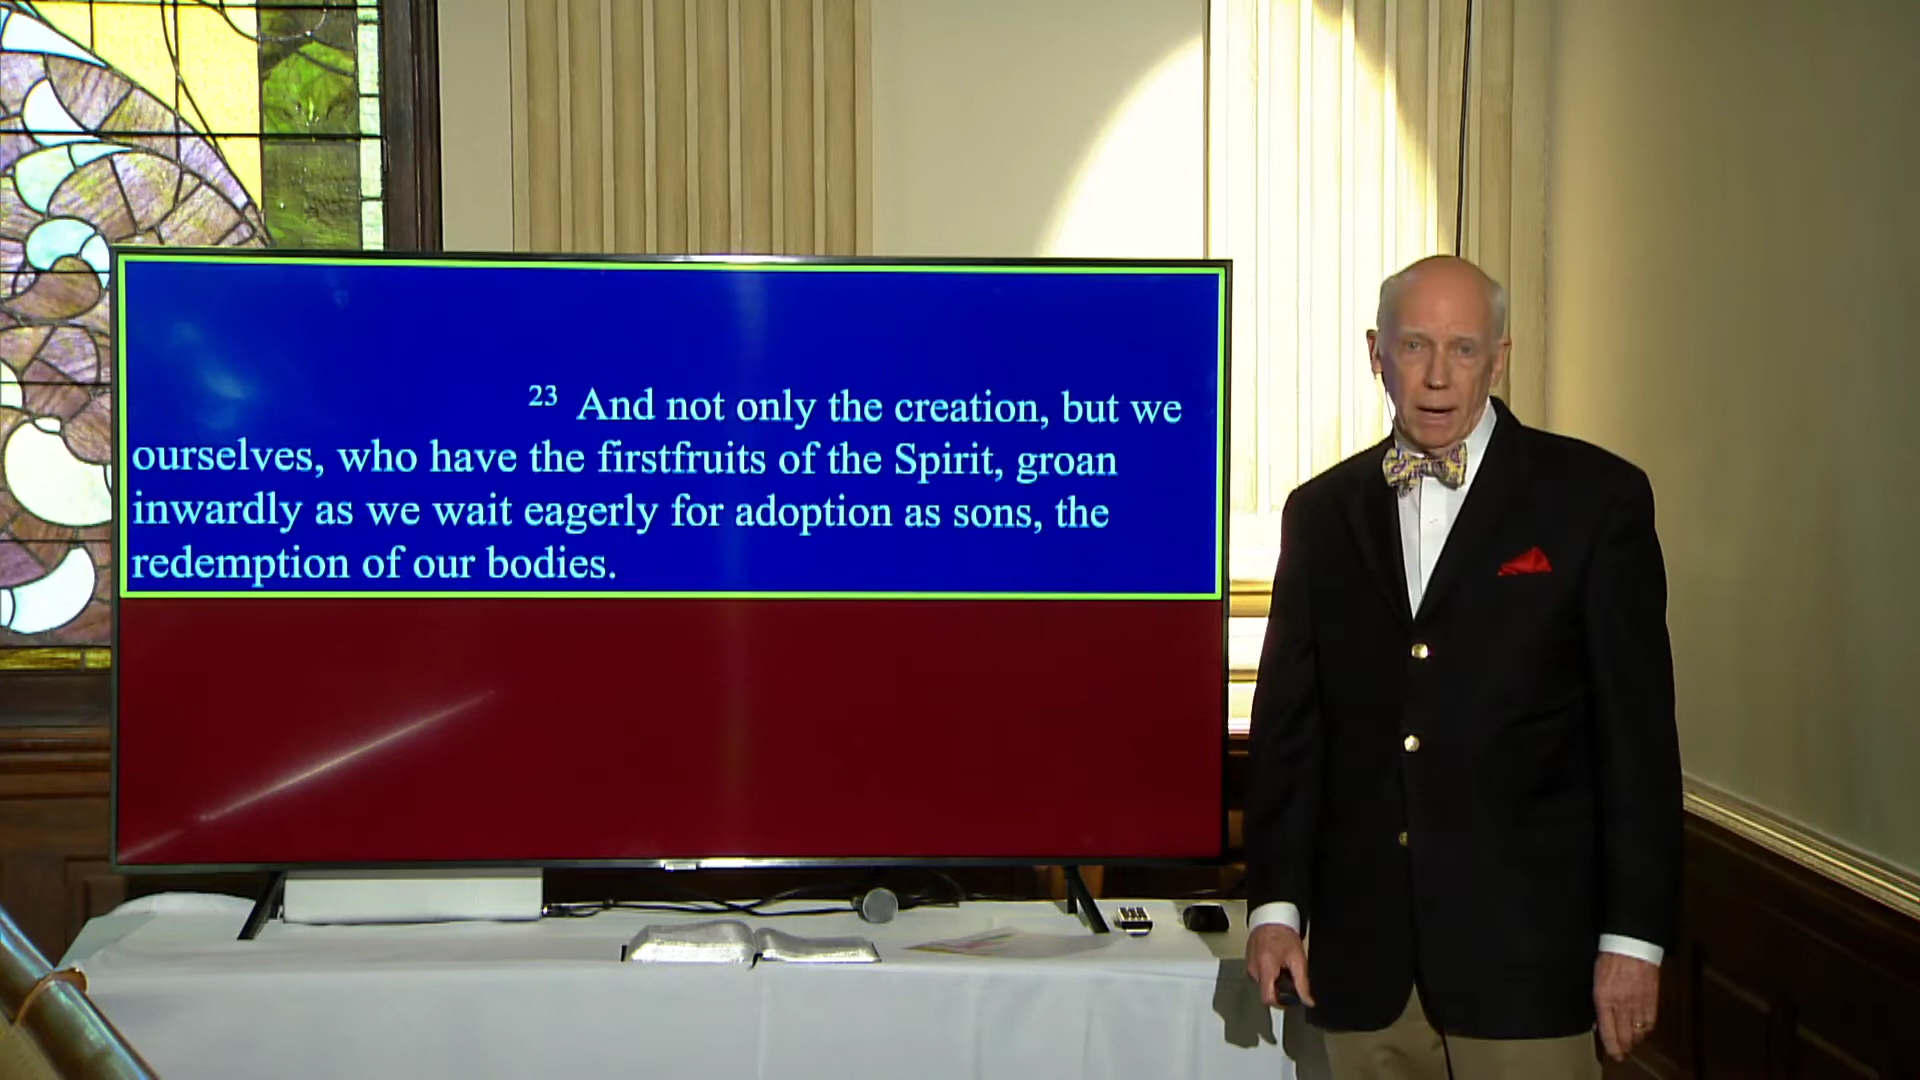 23 And not only the creation, but we
ourselves, who have the firstfruits of the Spirit, groan
inwardly as we wait eagerly for adoption as sons, the
redemption of our bodies.